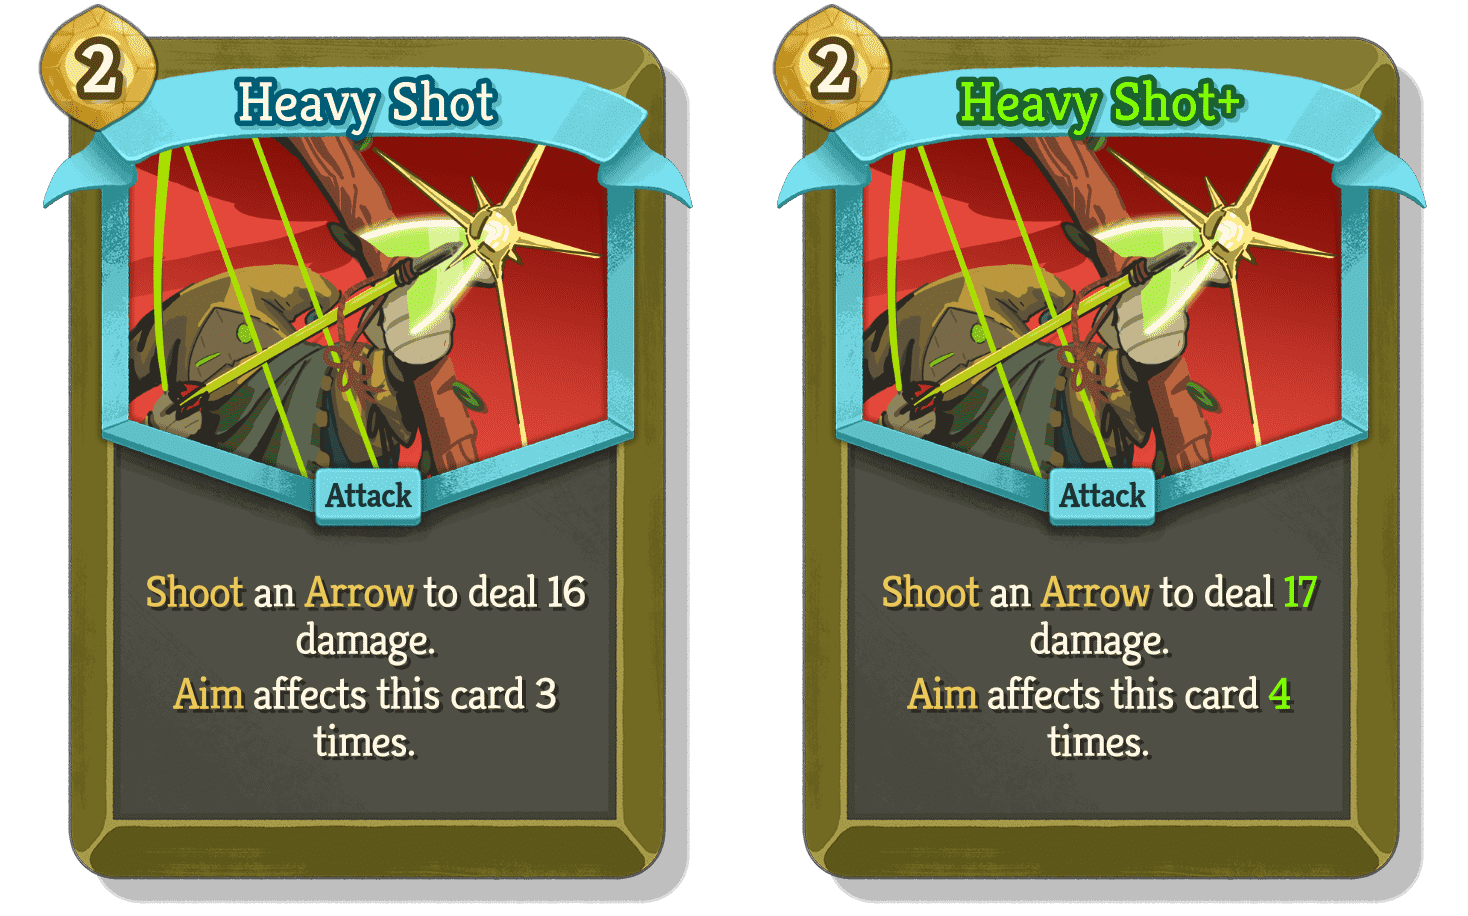 2
Heavy Shot
Attack
Shoot an Arrow to deal 16
damage.
Aim affects this card 3
times.
2
Heavy Shot+
Attack
Shoot an Arrow to deal 17
damage.
Aim affects this card 4
times.